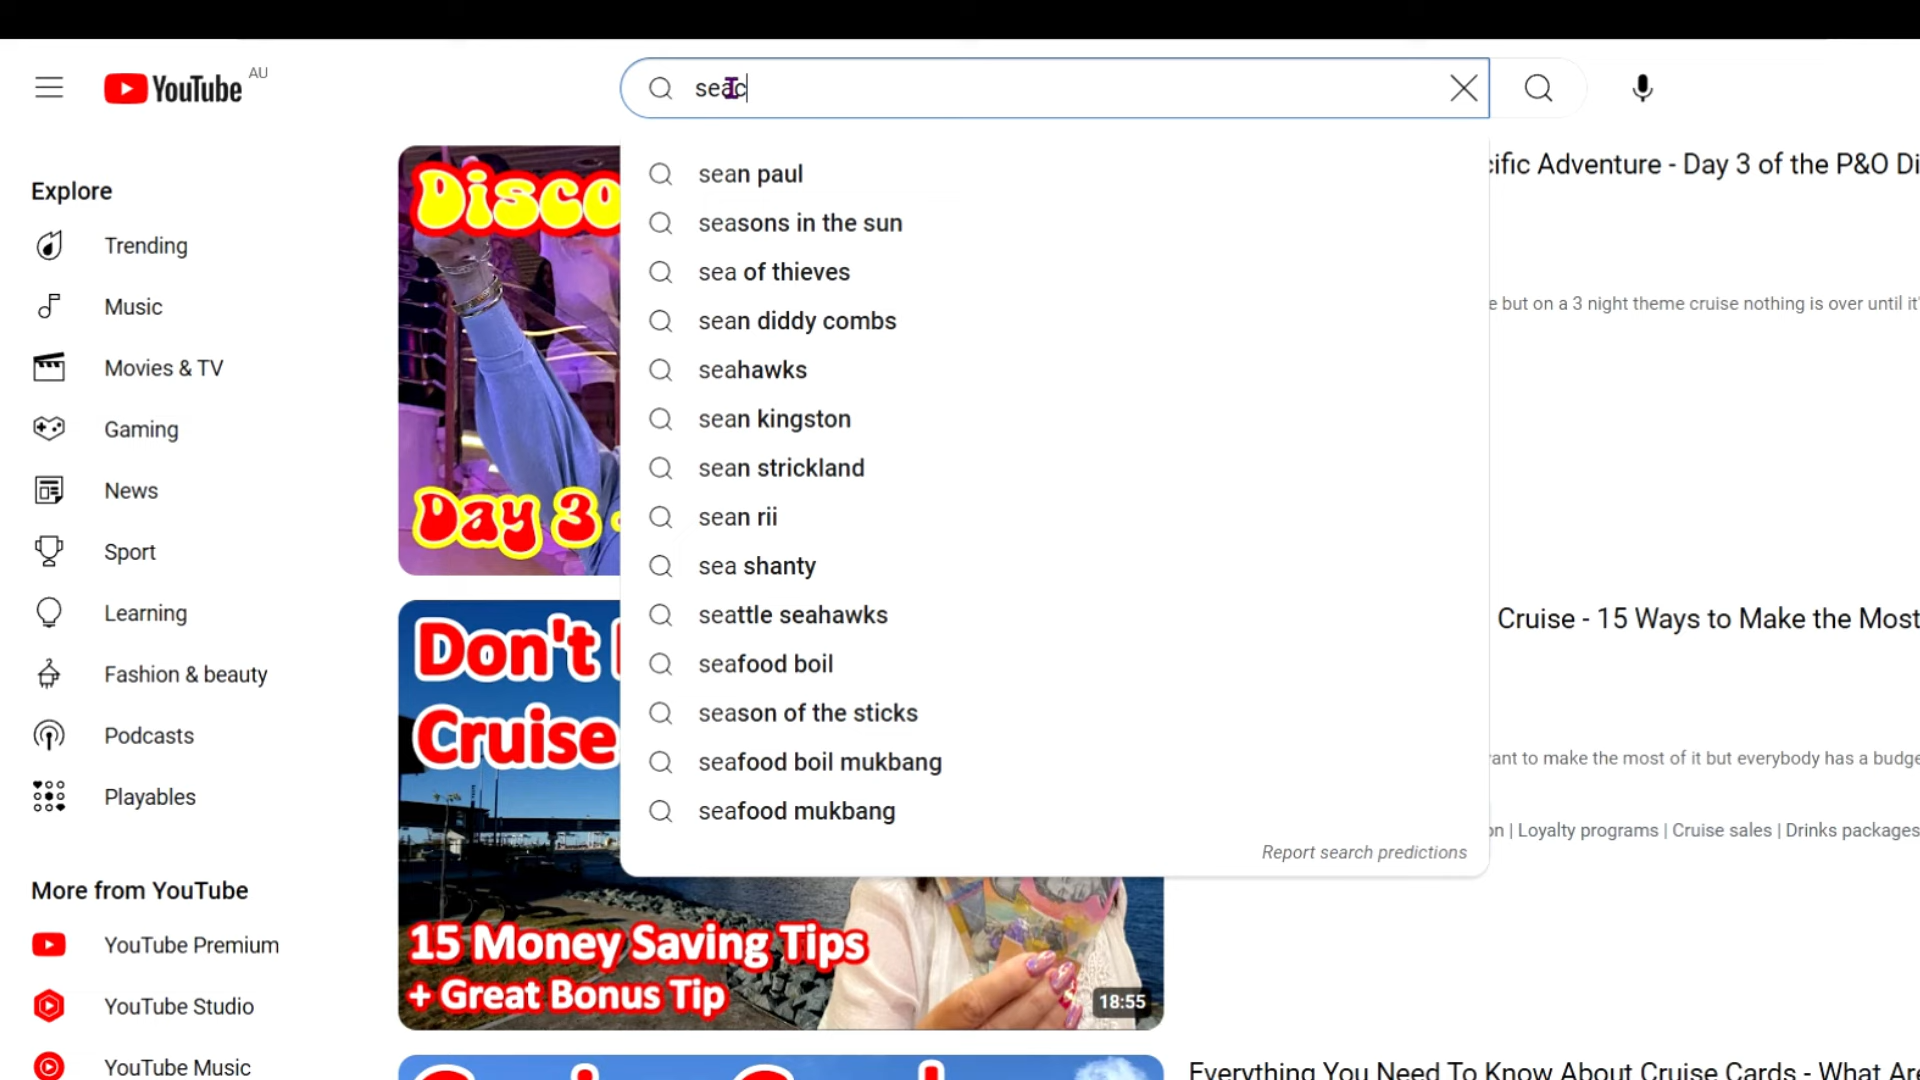 YouTube AU
seac
Explore
Trending
Music
Movies & TV
Gaming
News
Sport
Learning
Fashion & beauty
Podcasts
Playables
More from YouTube
YouTube Premium
YouTube Studio
YouTube Music
sean paul
seasons in the sun
sea of thieves
sean diddy combs
seahawks
sean kingston
sean strickland
sean rii
sea shanty
seattle seahawks
seafood boil
season of the sticks
seafood boil mukbang
seafood mukbang
Report search predictions
Disco
Day 3
cific Adventure - Day 3 of the P&O Di
e but on a 3 night theme cruise nothing is over until it'
Don't
Cruise
15 Money Saving Tips
+ Great Bonus Tip
18:55
Cruise - 15 Ways to Make the Most
ant to make the most of it but everybody has a budge
on | Loyalty programs | Cruise sales | Drinks packages
Everything You Need To Know About Cruise Cards - What Are